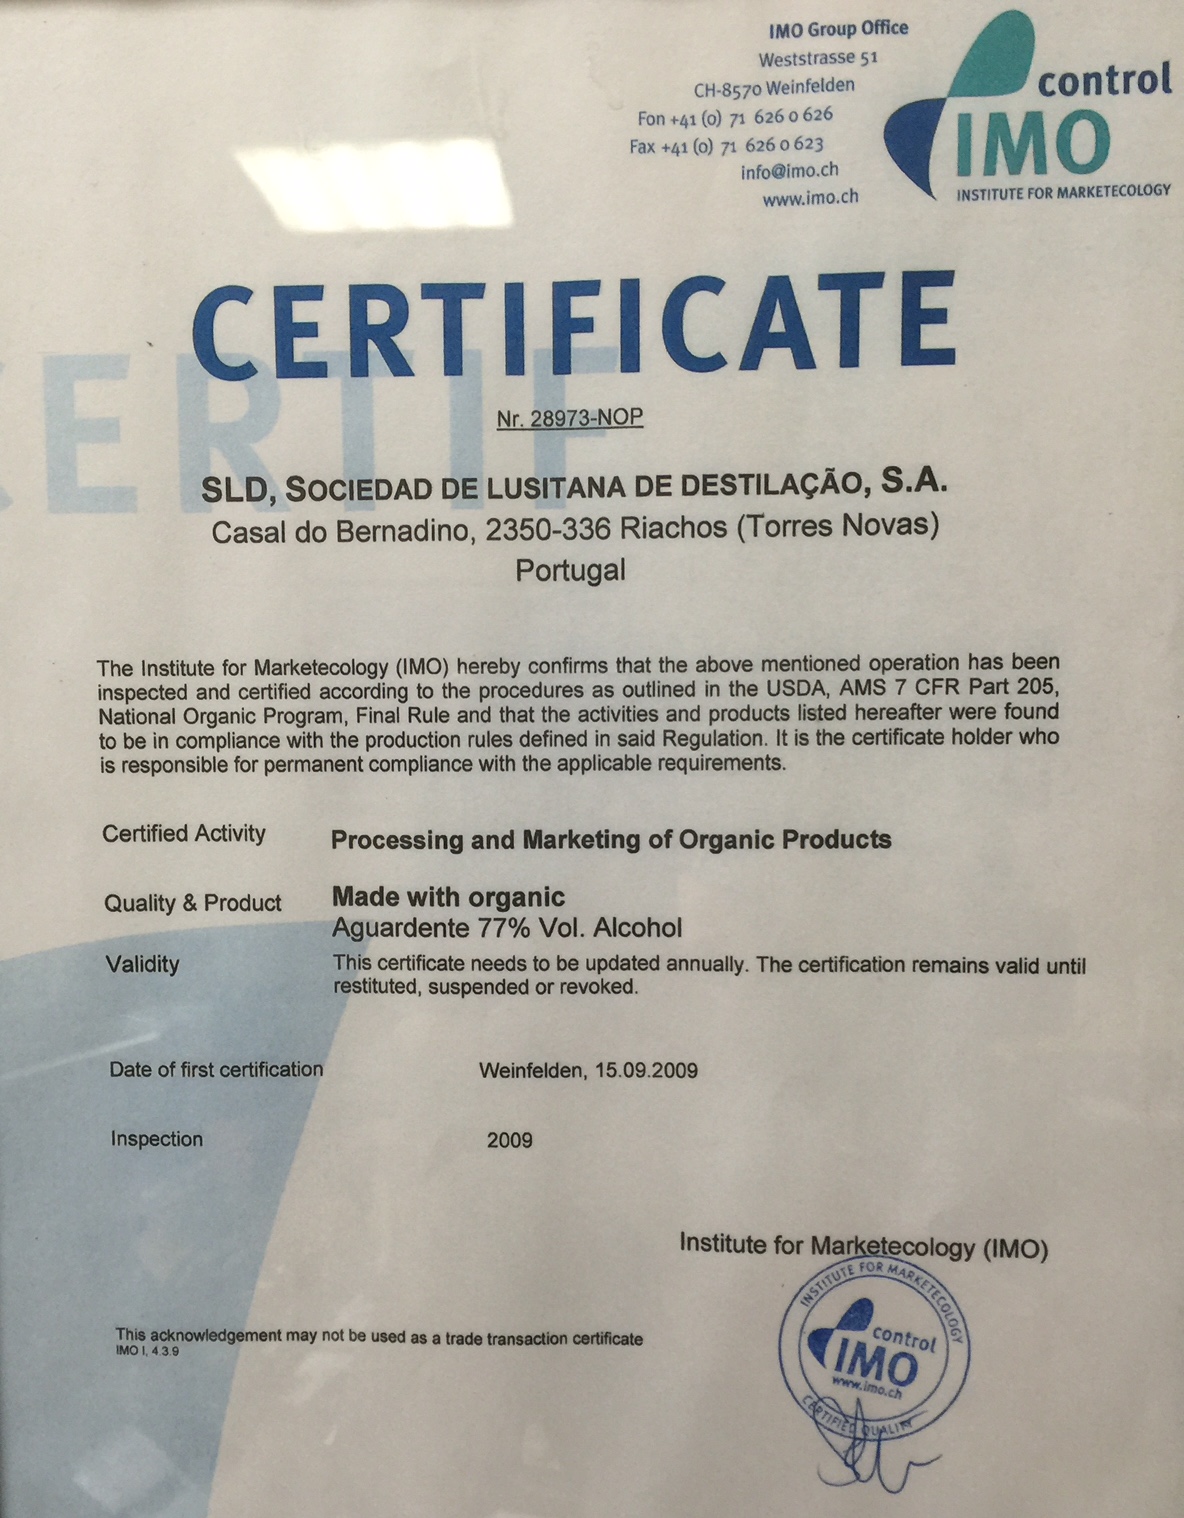 IMO Group Office
Weststrasse 51
CH-8570 Weinfelden
Fon +41 (0) 71 626 0 626
Fax +41 (0) 71 626 0 623
info@imo.ch
www.imo.ch
control
IMO
INSTITUTE FOR MARKETECOLOGY
CERTIFICATE
CERTIF
Nr. 28973-NOP
SLD, SOCIEDAD DE LUSITANA DE DESTILAÇÃO, S.A.
Casal do Bernadino, 2350-336 Riachos (Torres Novas)
Portugal
The Institute for Marketecology (IMO) hereby confirms that the above mentioned operation has been
inspected and certified according to the procedures as outlined in the USDA, AMS 7 CFR Part 205,
National Organic Program, Final Rule and that the activities and products listed hereafter were found
to be in compliance with the production rules defined in said Regulation. It is the certificate holder who
is responsible for permanent compliance with the applicable requirements.
Certified Activity Processing and Marketing of Organic Products
Quality & Product Made with organic
Aguardente 77% Vol. Alcohol
Validity This certificate needs to be updated annually. The certification remains valid until
restituted, suspended or revoked.
Date of first certification Weinfelden, 15.09.2009
Inspection 2009
Institute for Marketecology (IMO)
INSTITUTE FOR MARKETECOLOGY
control
IMO
www.imo.ch
CERTIFIED QUALITY
This acknowledgement may not be used as a trade transaction certificate
IMO I, 4.3.9